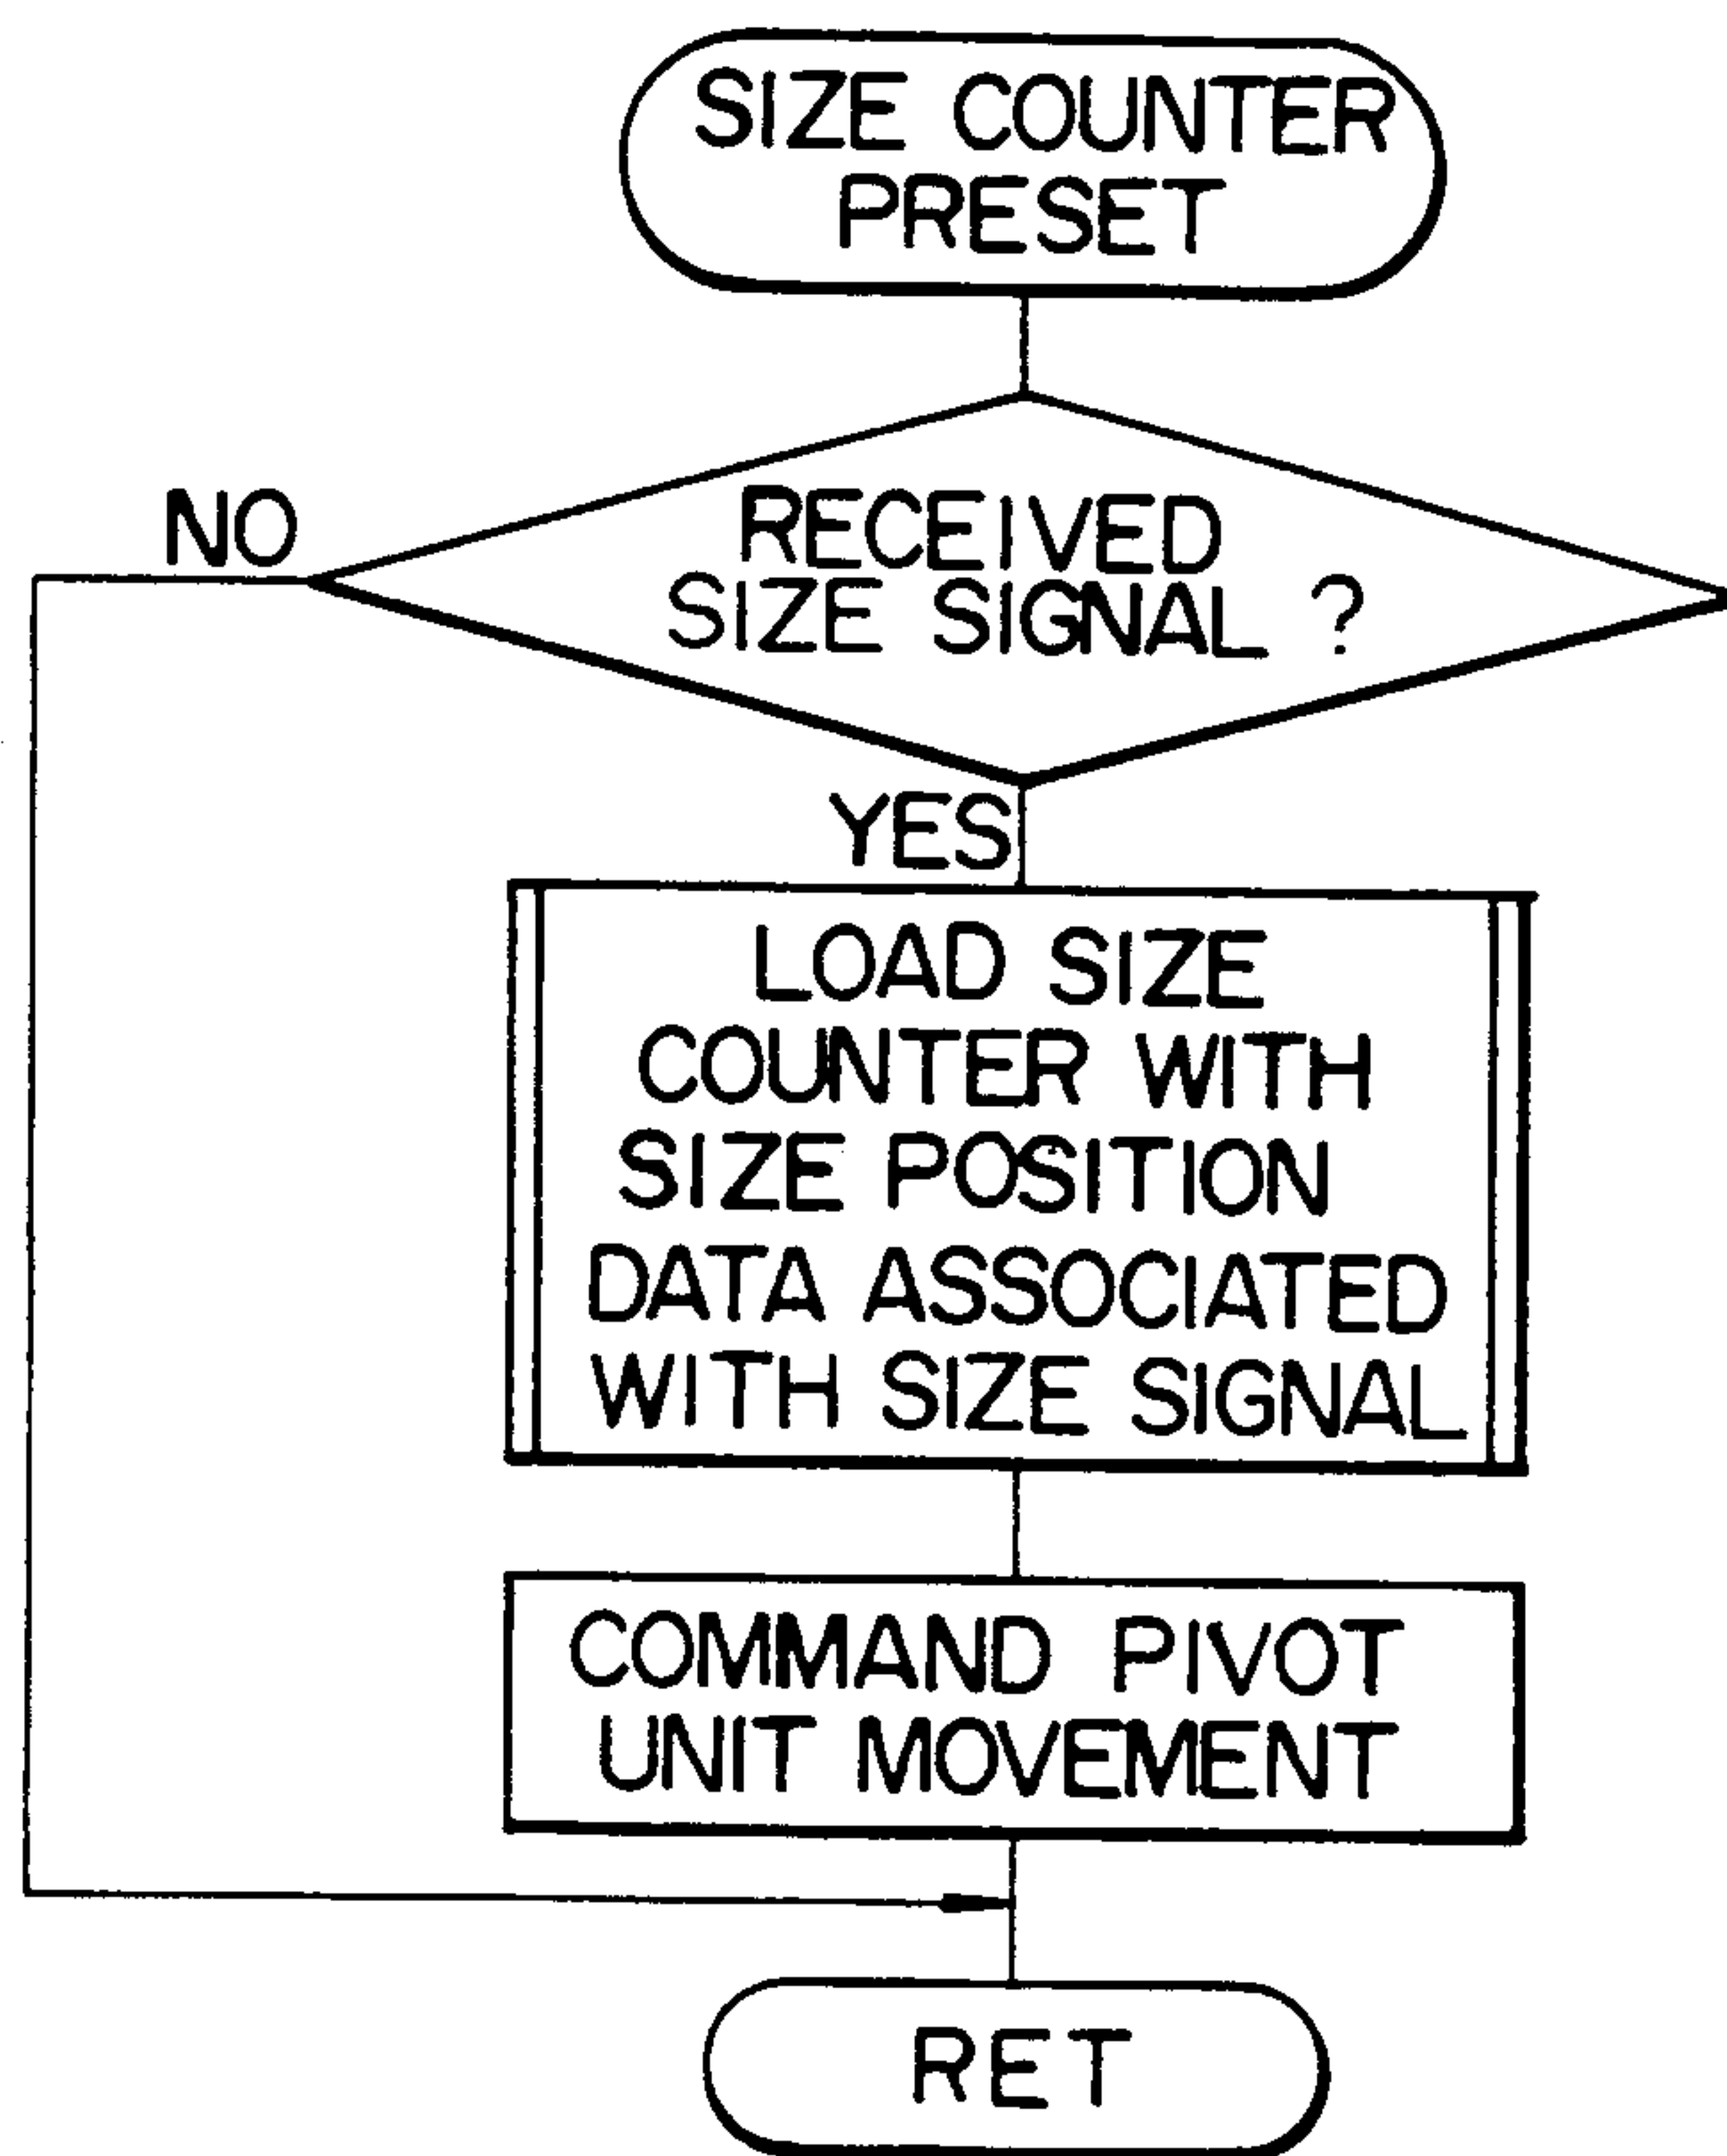 SIZE COUNTER
PRESET
NO
RECEIVED
SIZE SIGNAL ?
YES
LOAD SIZE
COUNTER WITH
SIZE POSITION
DATA ASSOCIATED
WITH SIZE SIGNAL
COMMAND PIVOT
UNIT MOVEMENT
RET